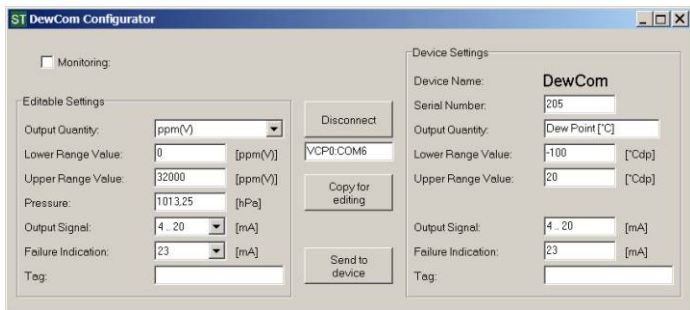 ST DewCom Configurator
Monitoring:
Editable Settings
Output Quantity: ppm(V)
Lower Range Value: 0 [ppm(V)]
Upper Range Value: 32000 [ppm(V)]
Pressure: 1013,25 [hPa]
Output Signal: 4 .. 20 [mA]
Failure Indication: 23 [mA]
Tag:
Disconnect
VCP0:COM6
Copy for
editing
Send to
device
Device Settings
Device Name: DewCom
Serial Number: 205
Output Quantity: Dew Point [°C]
Lower Range Value: -100 [°Cdp]
Upper Range Value: 20 [°Cdp]
Output Signal: 4 .. 20 [mA]
Failure Indication: 23 [mA]
Tag: